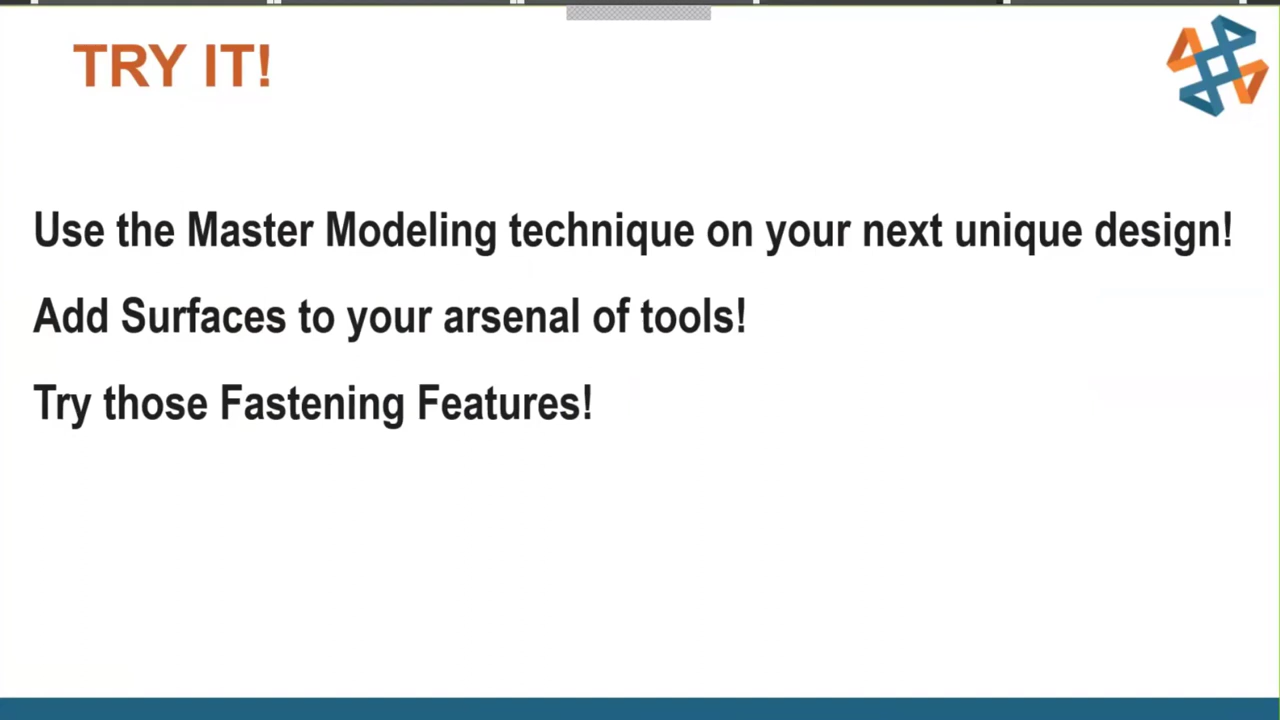 TRY IT!
Use the Master Modeling technique on your next unique design!
Add Surfaces to your arsenal of tools!
Try those Fastening Features!